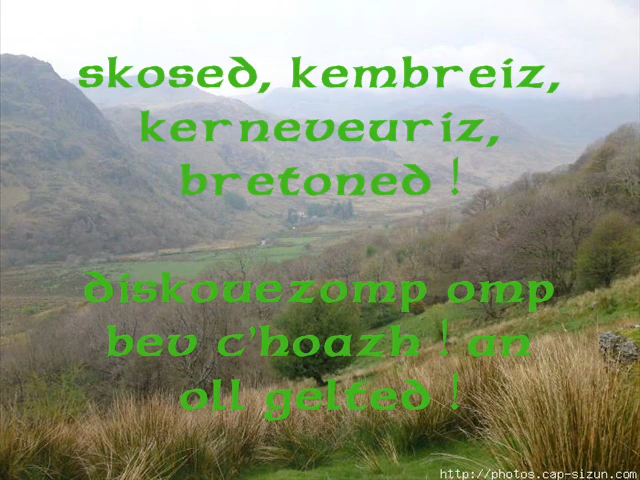 skosed, kembreiz,
kerneveuriz,
bretoned !
diskouezomp omp
bev c'hoazh ! an
oll gelted !
http://photos.cap-sizun.com